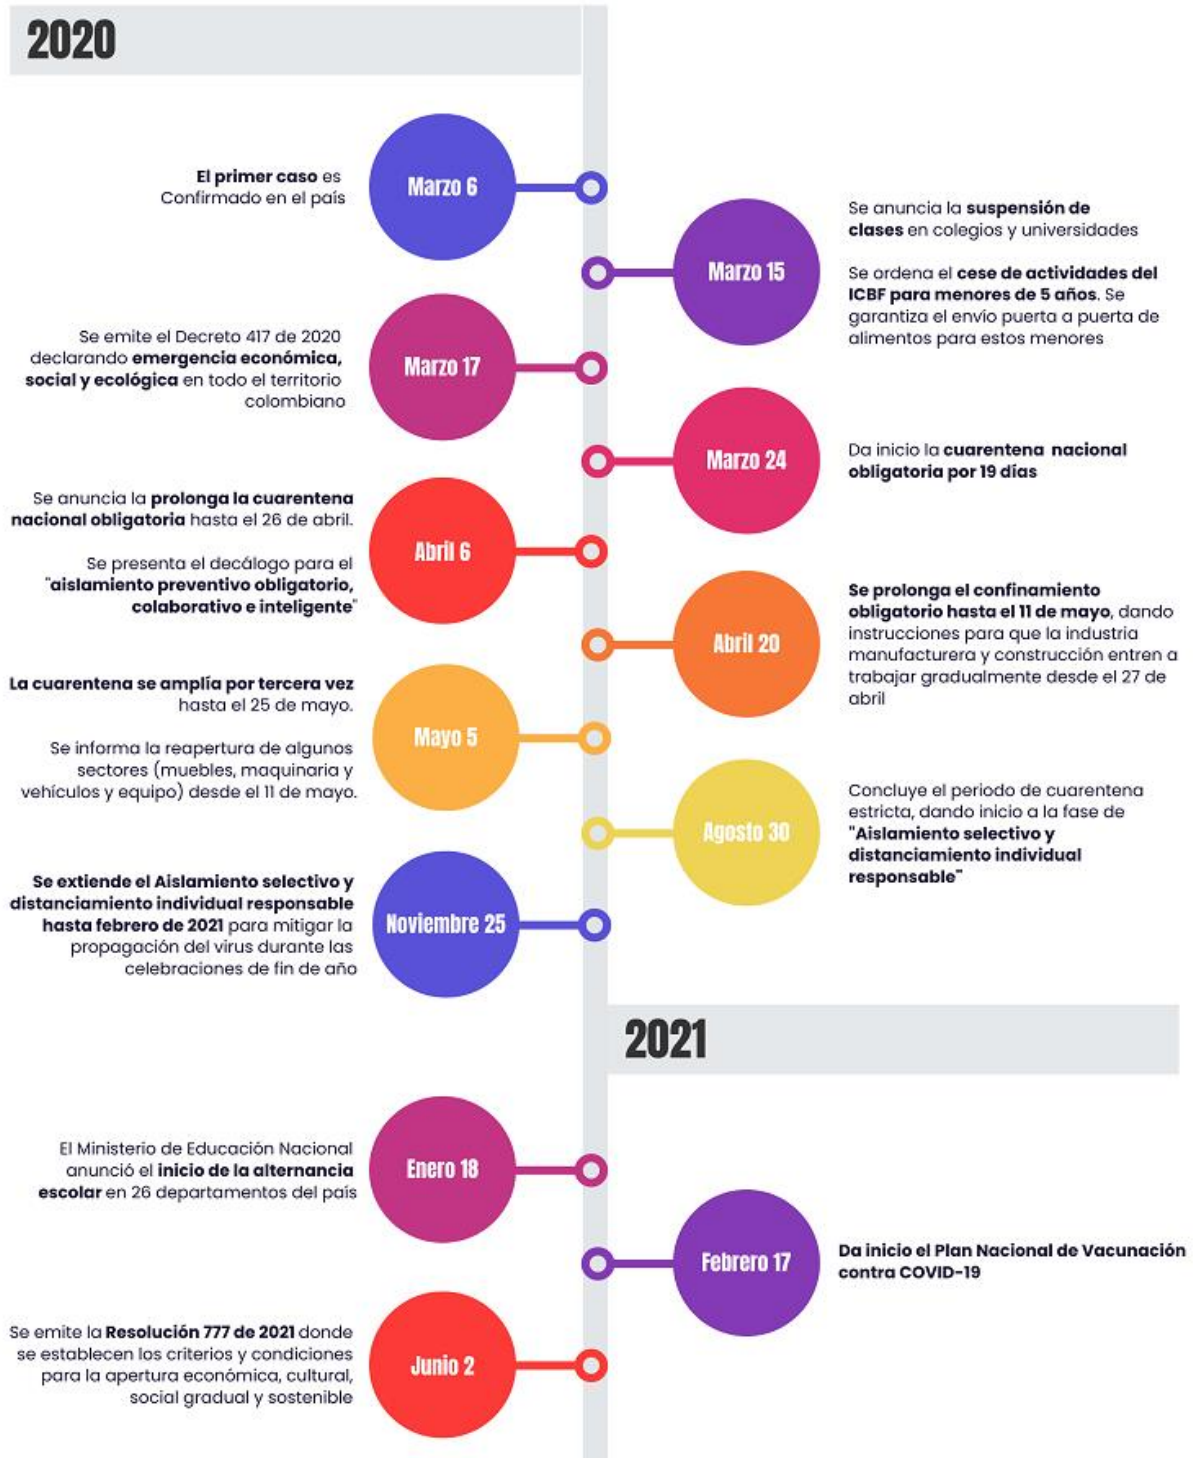 2020
El primer caso es
Confirmado en el país
Marzo 6
Marzo 15
Se anuncia la suspensión de
clases en colegios y universidades
Se ordena el cese de actividades del
ICBF para menores de 5 años. Se
garantiza el envío puerta a puerta de
alimentos para estos menores
Se emite el Decreto 417 de 2020
declarando emergencia económica,
social y ecológica en todo el territorio
colombiano
Marzo 17
Marzo 24
Da inicio la cuarentena nacional
obligatoria por 19 días
Se anuncia la prolonga la cuarentena
nacional obligatoria hasta el 26 de abril.
Se presenta el decálogo para el
"aislamiento preventivo obligatorio,
colaborativo e inteligente"
Abril 6
Abril 20
Se prolonga el confinamiento
obligatorio hasta el 11 de mayo, dando
instrucciones para que la industria
manufacturera y construcción entren a
trabajar gradualmente desde el 27 de
abril
La cuarentena se amplía por tercera vez
hasta el 25 de mayo.
Se informa la reapertura de algunos
sectores (muebles, maquinaria y
vehículos y equipo) desde el 11 de mayo.
Mayo 5
Agosto 30
Concluye el periodo de cuarentena
estricta, dando inicio a la fase de
"Aislamiento selectivo y
distanciamiento individual
responsable"
Se extiende el Aislamiento selectivo y
distanciamiento individual responsable
hasta febrero de 2021 para mitigar la
propagación del virus durante las
celebraciones de fin de año
Noviembre 25
2021
El Ministerio de Educación Nacional
anunció el inicio de la alternancia
escolar en 26 departamentos del país
Enero 18
Febrero 17
Da inicio el Plan Nacional de Vacunación
contra COVID-19
Se emite la Resolución 777 de 2021 donde
se establecen los criterios y condiciones
para la apertura económica, cultural,
social gradual y sostenible
Junio 2